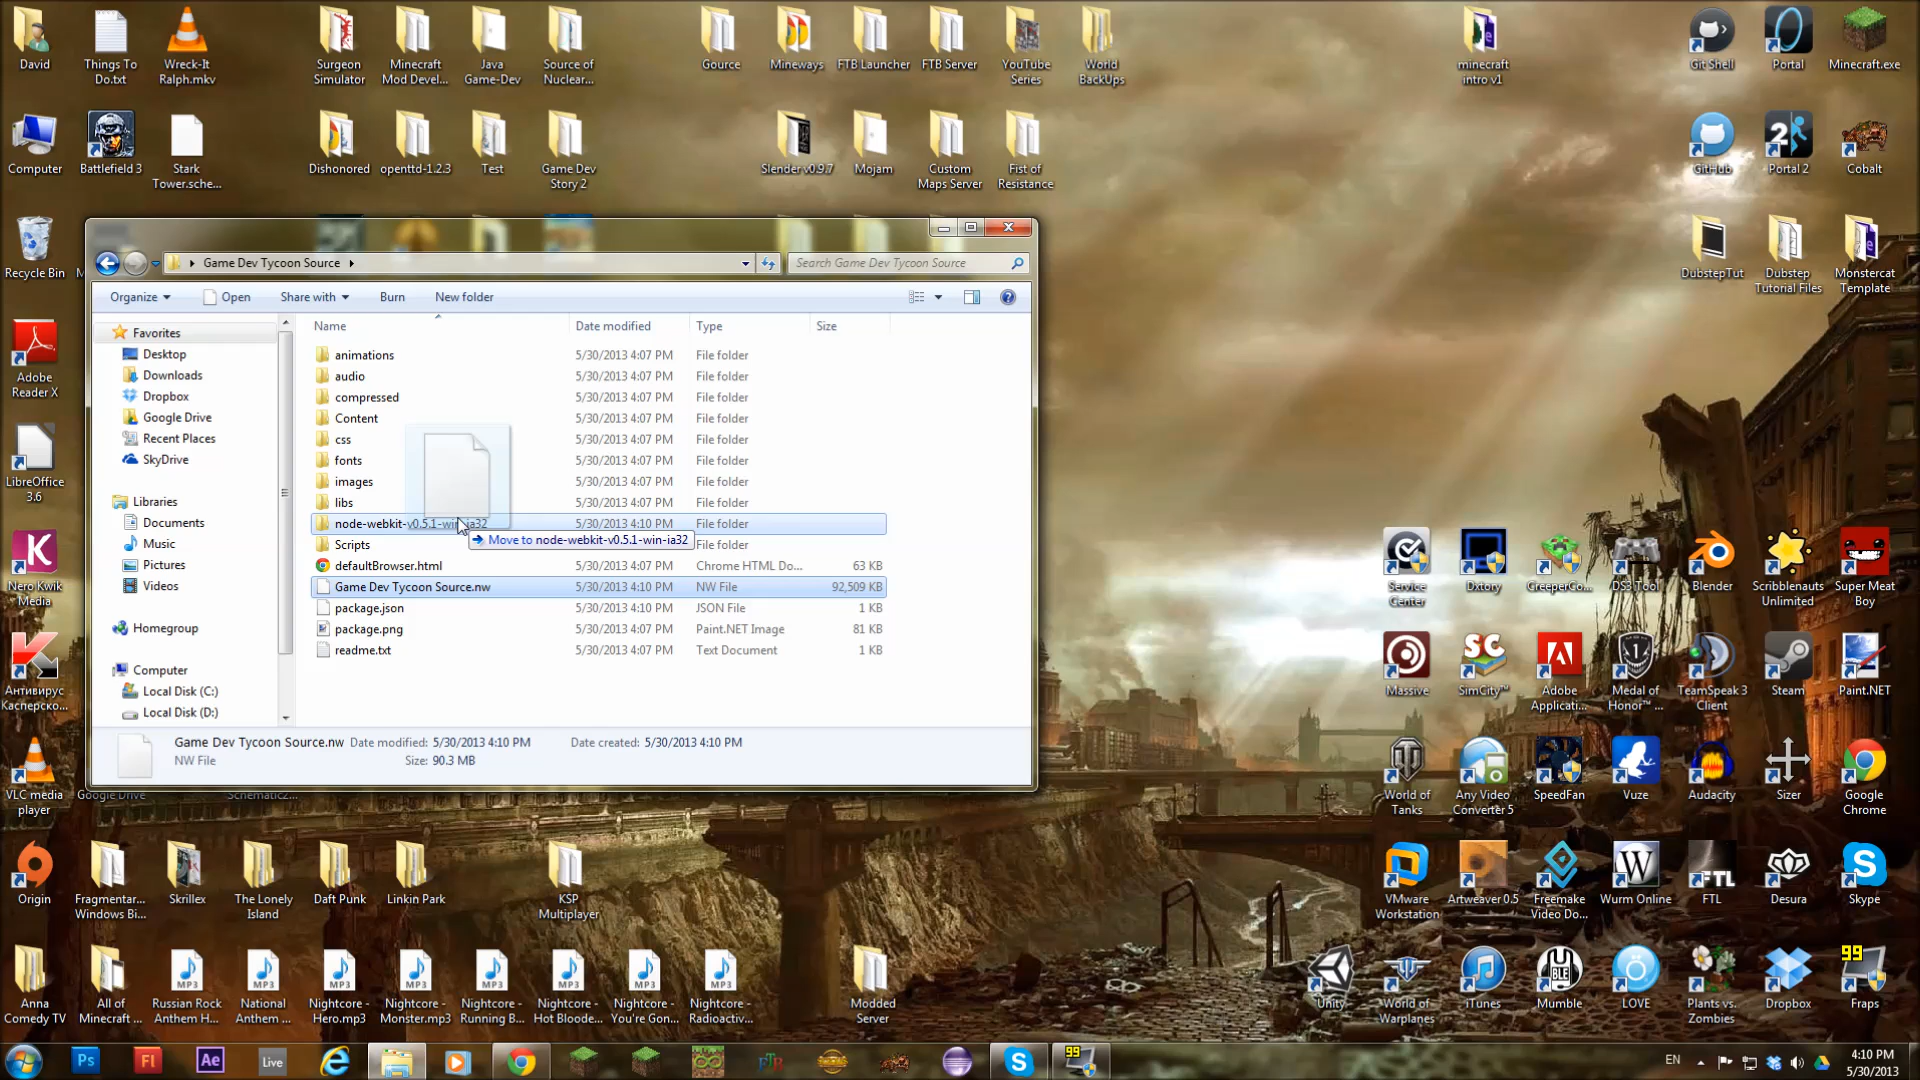 David
Things To
Do.txt
Wreck-It
Ralph.mkv
Surgeon
Simulator
Minecraft
Mod Devel...
Java
Game-Dev
Source of
Nuclear...
Gource
Mineways
FTB Launcher
FTB Server
YouTube
Series
World
BackUps
minecraft
intro v1
Git Shell
Portal
Minecraft.exe
Computer
Battlefield 3
Stark
Tower.sche...
Dishonored
openttd-1.2.3
Test
Game Dev
Story 2
Slender v0.9.7
Mojam
Custom
Maps Server
Fist of
Resistance
GitHub
Portal 2
Cobalt
Recycle Bin
DubstepTut
Dubstep
Tutorial Files
Monstercat
Template
Game Dev Tycoon Source
Search Game Dev Tycoon Source
Organize
Open
Share with
Burn
New folder
Name
Date modified
Type
Size
Favorites
Desktop
Downloads
Dropbox
Google Drive
Recent Places
SkyDrive
Libraries
Documents
Music
Pictures
Videos
Homegroup
Computer
Local Disk (C:)
Local Disk (D:)
animations 5/30/2013 4:07 PM File folder
audio 5/30/2013 4:07 PM File folder
compressed 5/30/2013 4:07 PM File folder
Content 5/30/2013 4:07 PM File folder
css 5/30/2013 4:07 PM File folder
fonts 5/30/2013 4:07 PM File folder
images 5/30/2013 4:07 PM File folder
libs 5/30/2013 4:07 PM File folder
node-webkit-v0.5.1-win-ia32 5/30/2013 4:10 PM File folder
Move to node-webkit-v0.5.1-win-ia32
Scripts File folder
defaultBrowser.html 5/30/2013 4:07 PM Chrome HTML Do... 63 KB
Game Dev Tycoon Source.nw 5/30/2013 4:10 PM NW File 92,509 KB
package.json 5/30/2013 4:10 PM JSON File 1 KB
package.png 5/30/2013 4:07 PM Paint.NET Image 81 KB
readme.txt 5/30/2013 4:07 PM Text Document 1 KB
Game Dev Tycoon Source.nw Date modified: 5/30/2013 4:10 PM Date created: 5/30/2013 4:10 PM
NW File Size: 90.3 MB
Adobe
Reader X
LibreOffice
3.6
Nero Kwik
Media
Антивирус
Касперско...
VLC media
player
Google Drive
Schematic2...
Service
Center
Dxtory
CreeperCo...
DS3 Tool
Blender
Scribblenauts
Unlimited
Super Meat
Boy
Massive
SimCity™
Adobe
Applicati...
Medal of
Honor™ ...
TeamSpeak 3
Client
Steam
Paint.NET
World of
Tanks
Any Video
Converter 5
SpeedFan
Vuze
Audacity
Sizer
Google
Chrome
Origin
Fragmentar...
Windows Bi...
Skrillex
The Lonely
Island
Daft Punk
Linkin Park
KSP
Multiplayer
VMware
Workstation
Artweaver 0.5
Freemake
Video Do...
Wurm Online
FTL
Desura
Skype
Anna
Comedy TV
All of
Minecraft ...
Russian Rock
Anthem H...
National
Anthem ...
Nightcore -
Hero.mp3
Nightcore -
Monster.mp3
Nightcore -
Running B...
Nightcore -
Hot Bloode...
Nightcore -
You're Gon...
Nightcore -
Radioactiv...
Modded
Server
Unity
World of
Warplanes
iTunes
Mumble
LOVE
Plants vs.
Zombies
Dropbox
99
Fraps
Ps
Fl
Ae
Live
FTB
99
EN
4:10 PM
5/30/2013